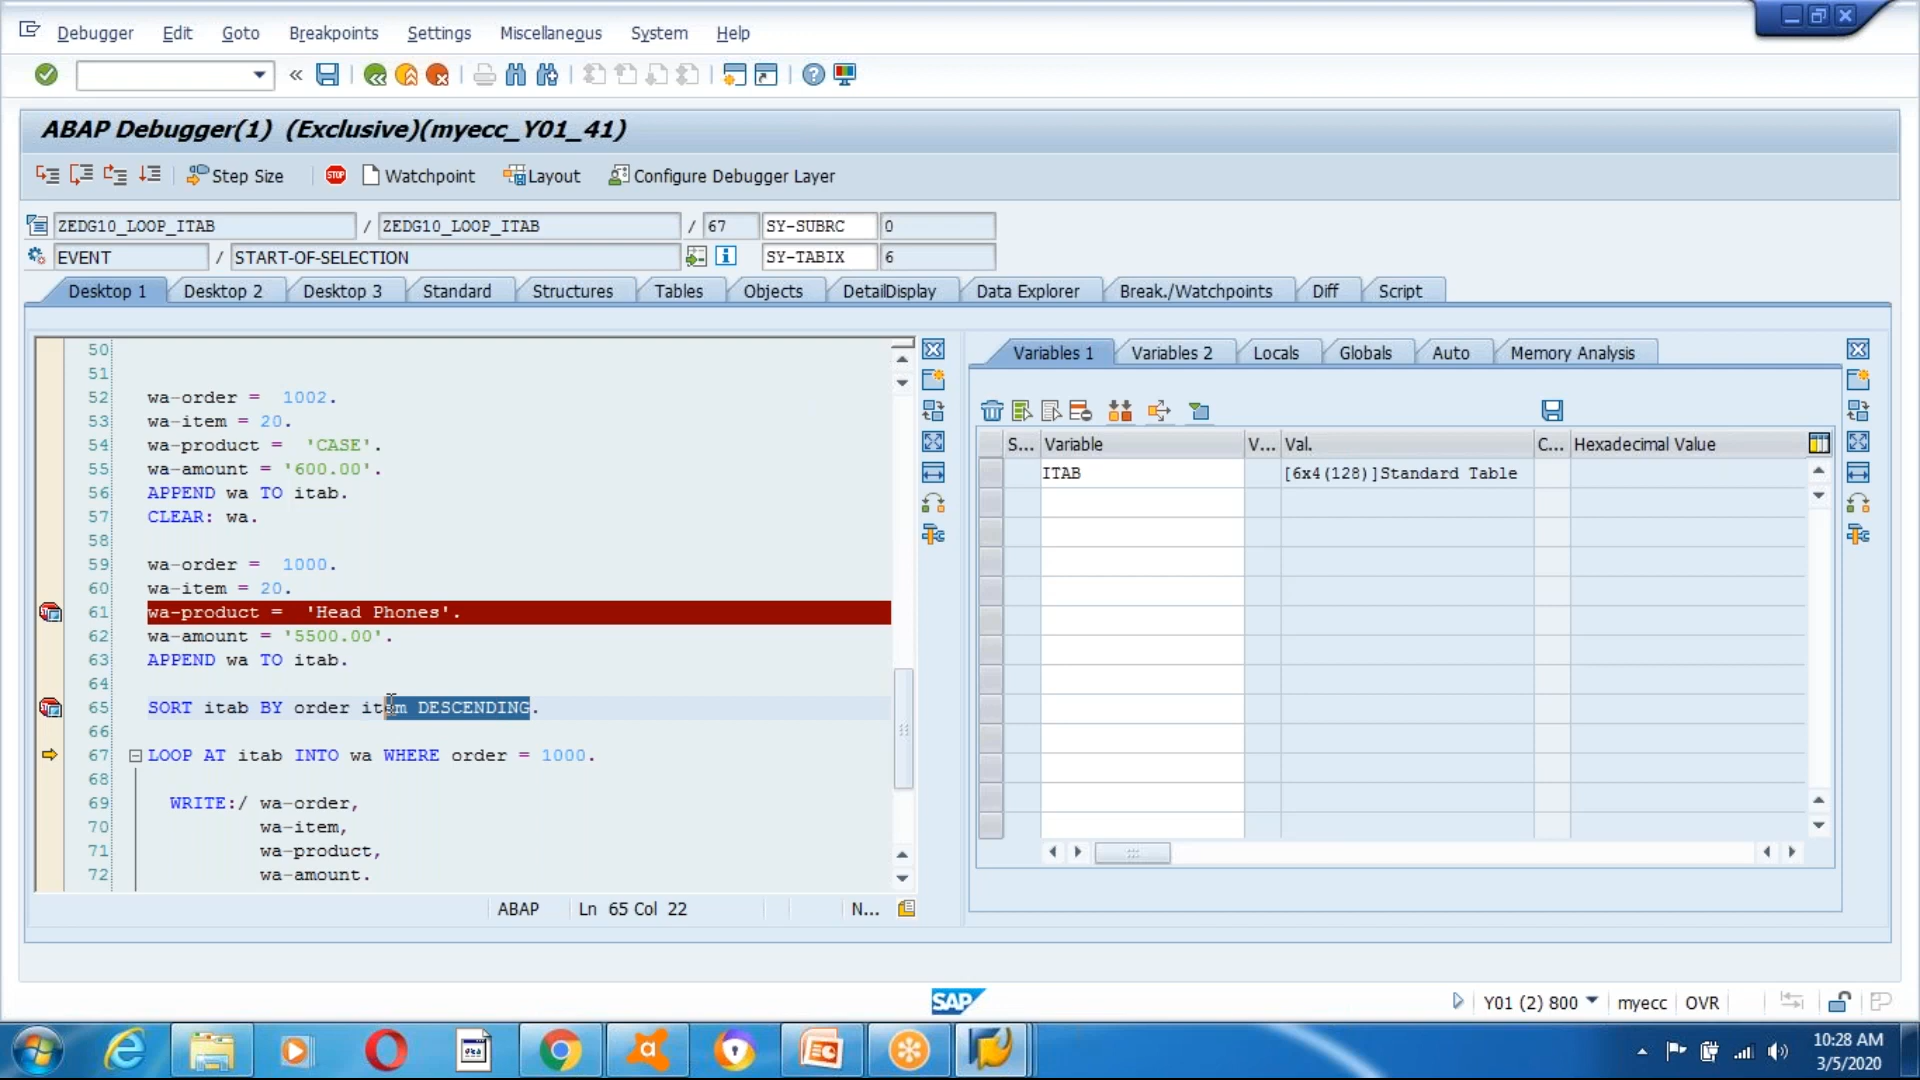 Debugger Edit Goto Breakpoints Settings Miscellaneous System Help
ABAP Debugger(1) (Exclusive)(myecc_Y01_41)
Step Size STOP Watchpoint Layout Configure Debugger Layer
ZEDG10_LOOP_ITAB / ZEDG10_LOOP_ITAB / 67 SY-SUBRC 0
EVENT / START-OF-SELECTION SY-TABIX 6
Desktop 1 Desktop 2 Desktop 3 Standard Structures Tables Objects DetailDisplay Data Explorer Break./Watchpoints Diff Script
50
51
52 wa-order = 1002.
53 wa-item = 20.
54 wa-product = 'CASE'.
55 wa-amount = '600.00'.
56 APPEND wa TO itab.
57 CLEAR: wa.
58
59 wa-order = 1000.
60 wa-item = 20.
61 wa-product = 'Head Phones'.
62 wa-amount = '5500.00'.
63 APPEND wa TO itab.
64
65 SORT itab BY order item DESCENDING.
66
67 LOOP AT itab INTO wa WHERE order = 1000.
68
69 WRITE:/ wa-order,
70 wa-item,
71 wa-product,
72 wa-amount.
ABAP Ln 65 Col 22 N...
Variables 1 Variables 2 Locals Globals Auto Memory Analysis
S... Variable V... Val. C... Hexadecimal Value
ITAB [6x4(128)]Standard Table
SAP Y01 (2) 800 myecc OVR
10:28 AM
3/5/2020